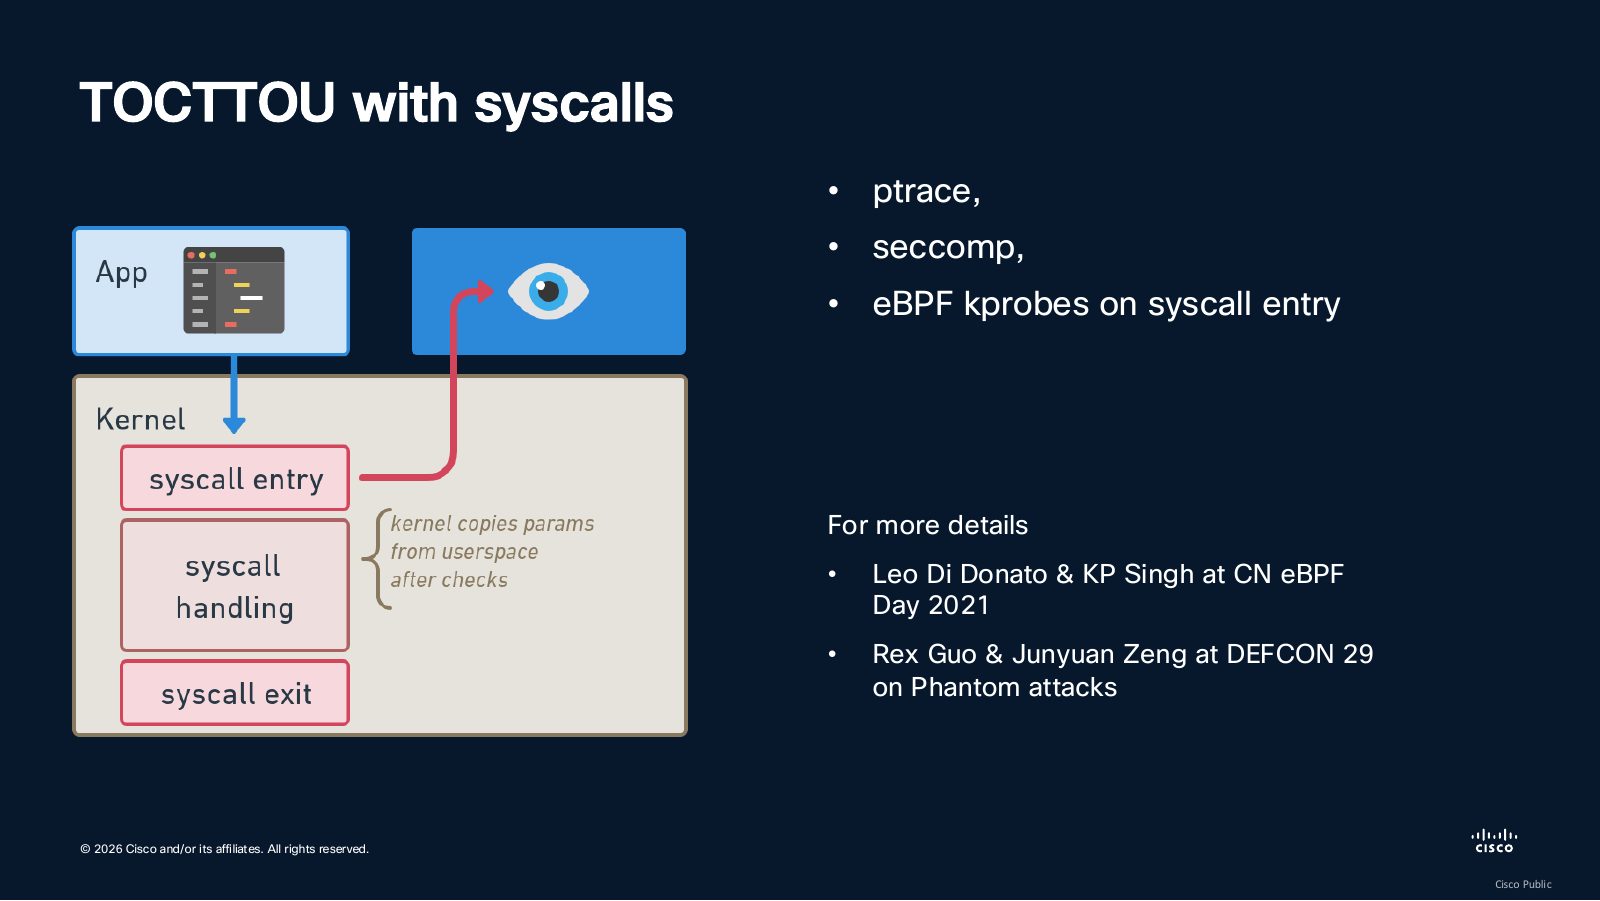 TOCTTOU with syscalls
App
Kernel
syscall entry
kernel copies params
from userspace
after checks
syscall
handling
syscall exit
• ptrace,
• seccomp,
• eBPF kprobes on syscall entry
For more details
• Leo Di Donato & KP Singh at CN eBPF
Day 2021
• Rex Guo & Junyuan Zeng at DEFCON 29
on Phantom attacks
© 2026 Cisco and/or its affiliates. All rights reserved.
CISCO
Cisco Public